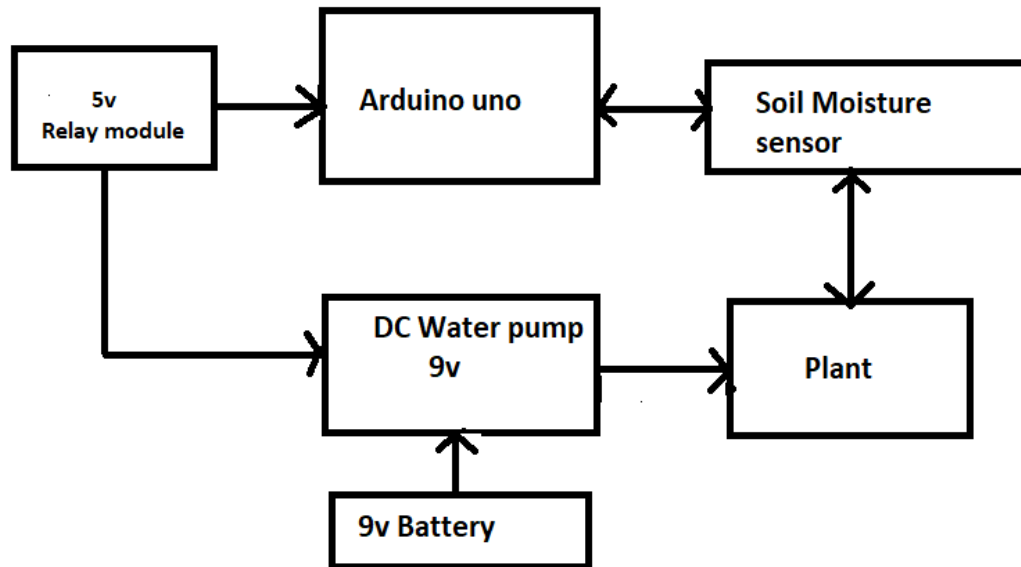 5v
Relay module
Arduino uno
Soil Moisture
sensor
DC Water pump
9v
Plant
9v Battery